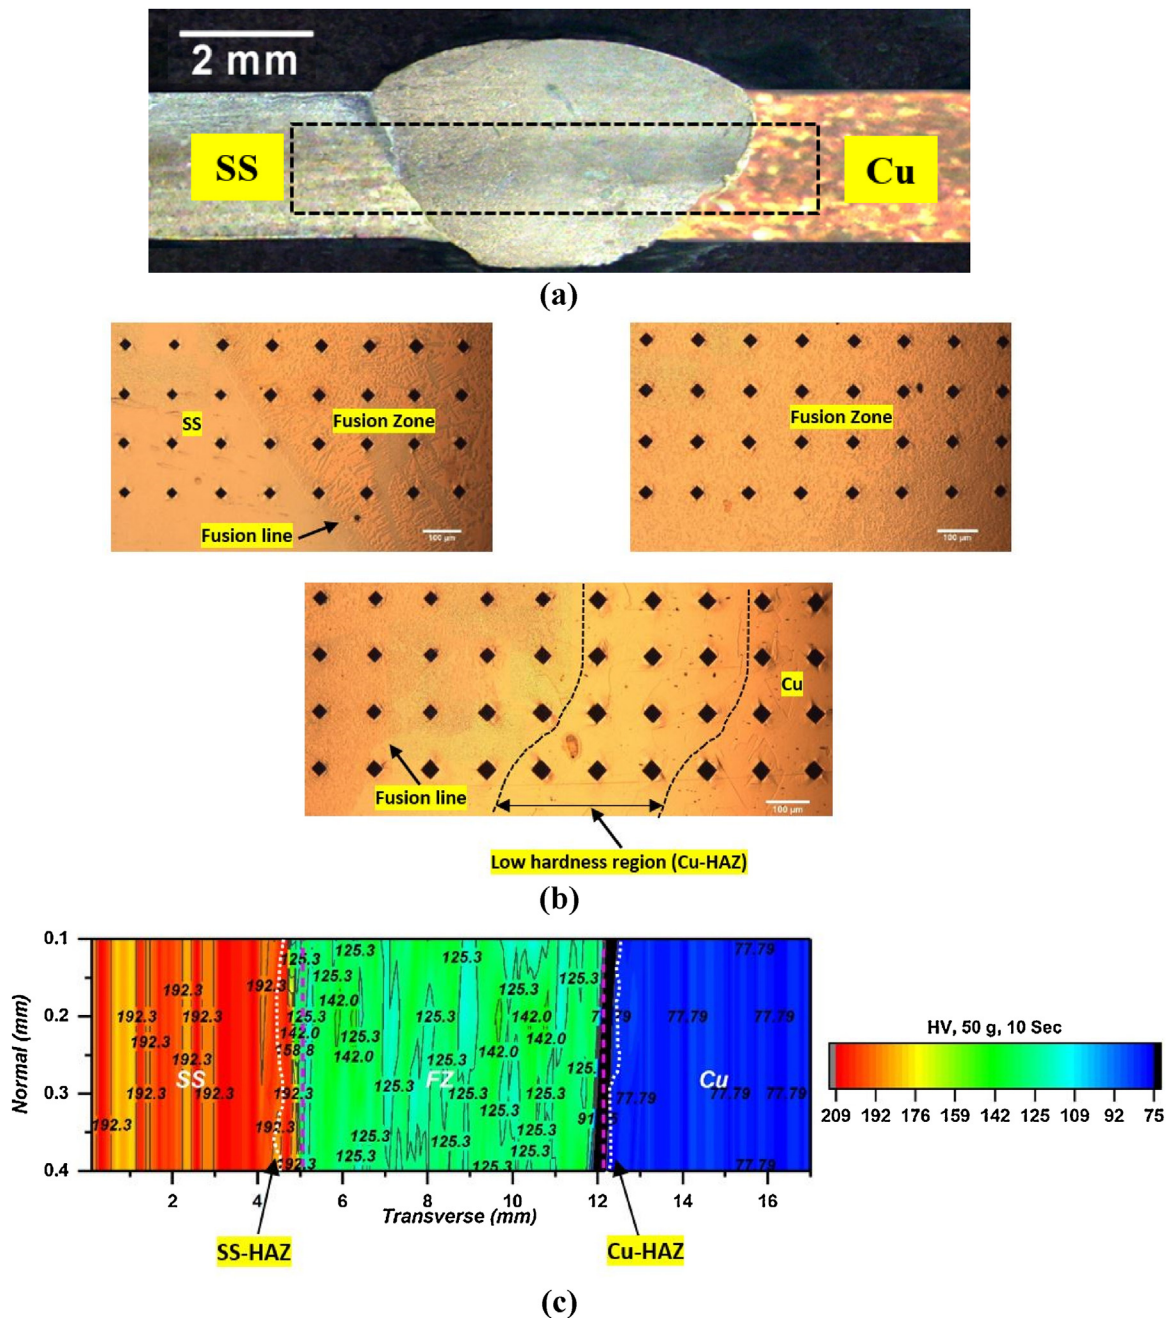 2 mm
SS
Cu
(a)
SS
Fusion Zone
Fusion line
100 µm
Fusion Zone
100 µm
Cu
Fusion line
100 µm
Low hardness region (Cu-HAZ)
(b)
Normal (mm)
0.1
0.2
0.3
0.4
125.3 125.3 125.3 77.79
192.3 192.3 125.3 125.3 125.3
142.0
192.3 192.3 125.3 125.3 142.0 77.79 77.79
192.3 142.0 125.3 142.0
192.3 142.0 125.3 142.0 125.3
SS FZ Cu
192.3 192.3 192.3 125.3 125.3 125.3 77.79 77.79 77.79
125.3
192.3 192.3 125.3 125.3 125.3
192.3 125.3 125.3 125.3 77.79
2 4 6 8 10 12 14 16
Transverse (mm)
SS-HAZ
Cu-HAZ
HV, 50 g, 10 Sec
209 192 176 159 142 125 109 92 75
(c)